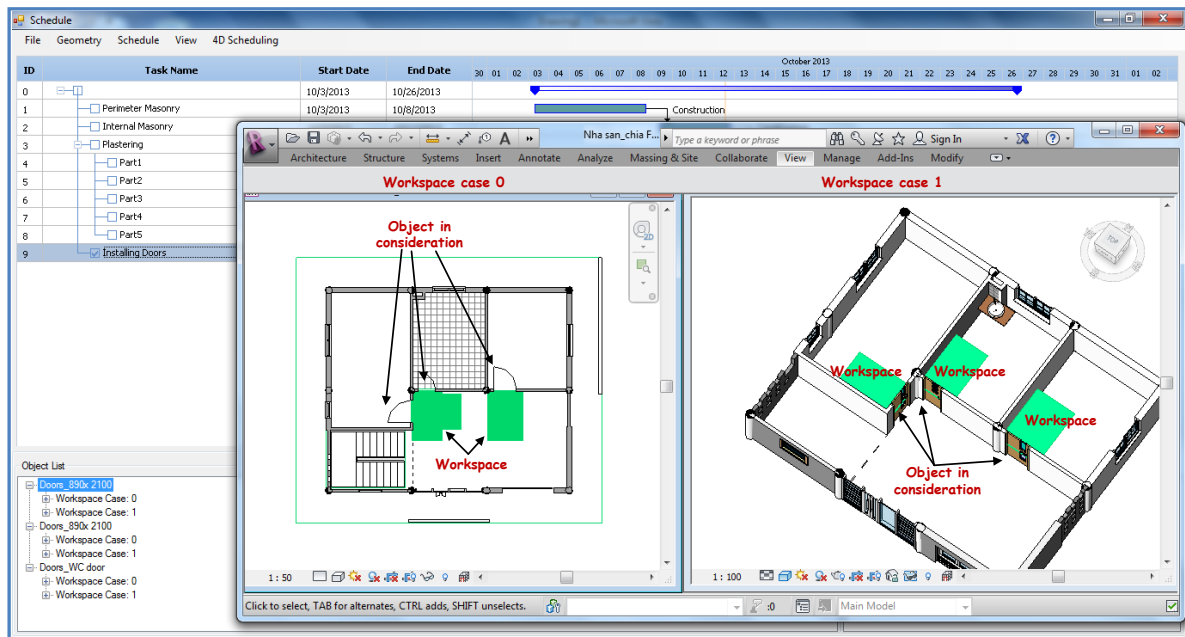 Schedule
File Geometry Schedule View 4D Scheduling
October 2013
ID Task Name Start Date End Date 30 01 02 03 04 05 06 07 08 09 10 11 12 13 14 15 16 17 18 19 20 21 22 23 24 25 26 27 28 29 30 31 01 02
0 10/3/2013 10/26/2013
1 Perimeter Masonry 10/3/2013 10/8/2013 Construction
2 Internal Masonry
3 Plastering
4 Part1
5 Part2
6 Part3
7 Part4
8 Part5
9 Installing Doors
Nha san_chia F... Type a keyword or phrase Sign In
Architecture Structure Systems Insert Annotate Analyze Massing & Site Collaborate View Manage Add-Ins Modify
Workspace case 0
Object in
consideration
2D
Workspace
1 : 50
Workspace case 1
TOP
Workspace
Workspace
Workspace
Object in
consideration
1 : 100
Click to select, TAB for alternates, CTRL adds, SHIFT unselects. :0 Main Model
Object List
Doors_890x 2100
Workspace Case: 0
Workspace Case: 1
Doors_890x 2100
Workspace Case: 0
Workspace Case: 1
Doors_WC door
Workspace Case: 0
Workspace Case: 1